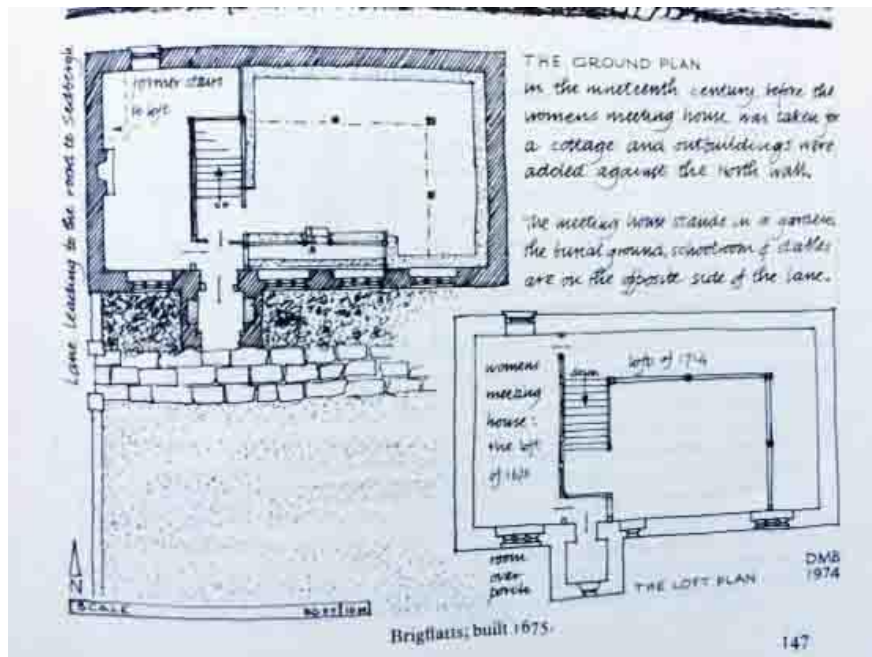 Lane leading to the road to Sedbergh
former stairs
to loft
UP
THE GROUND PLAN
in the nineteenth century before the
womens meeting house was taken for
a cottage and outbuildings were
added against the north wall.
The meeting house stands in a garden,
the burial ground, schoolroom & stables
are on the opposite side of the lane.
womens
meeting
house:
the loft
of
down
loft of
room
over
porch
THE LOFT PLAN
DMB
1974
N
SCALE
Brigflatts; built 1675.
147